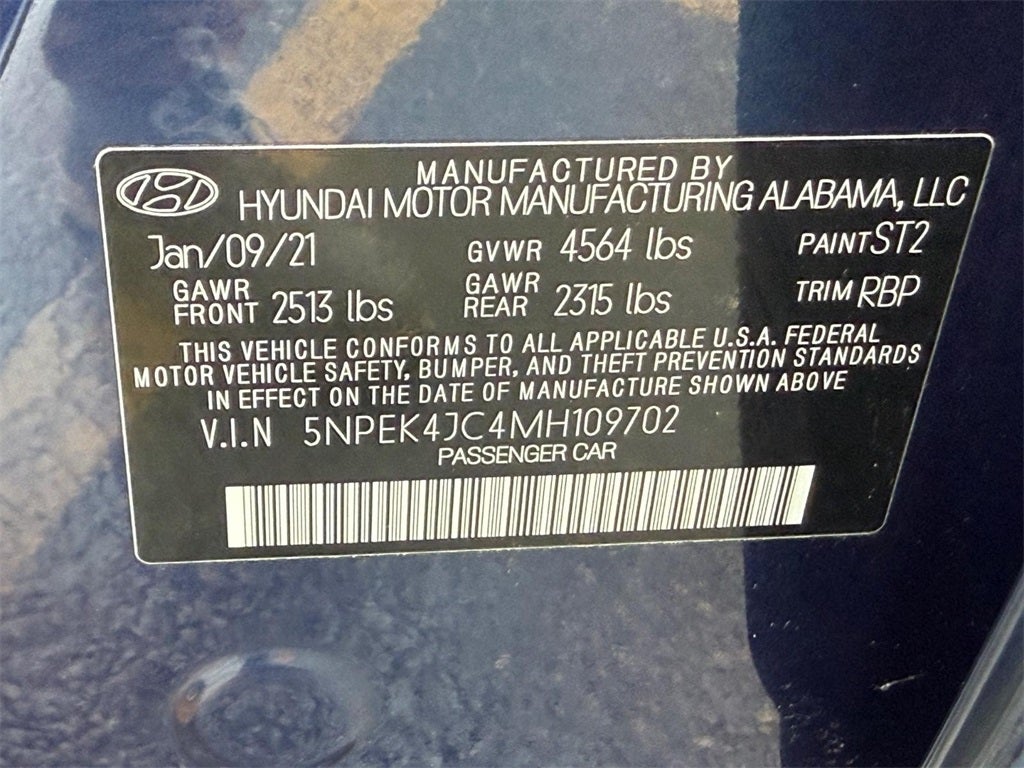 MANUFACTURED BY
HYUNDAI MOTOR MANUFACTURING ALABAMA, LLC
Jan/09/21 GVWR 4564 lbs PAINT ST2
GAWR FRONT 2513 lbs GAWR REAR 2315 lbs TRIM RBP
THIS VEHICLE CONFORMS TO ALL APPLICABLE U.S.A. FEDERAL
MOTOR VEHICLE SAFETY, BUMPER, AND THEFT PREVENTION STANDARDS
IN EFFECT ON THE DATE OF MANUFACTURE SHOWN ABOVE
V.I.N 5NPEK4JC4MH109702
PASSENGER CAR